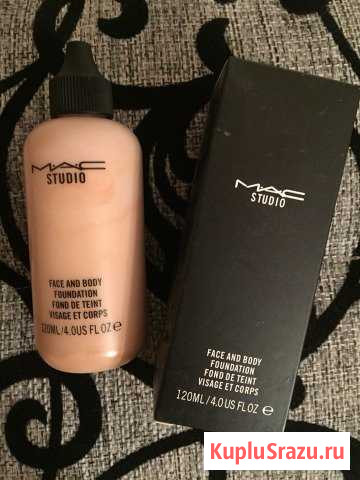 MAC
STUDIO
FACE AND BODY
FOUNDATION
FOND DE TEINT
VISAGE ET CORPS
120ML/4.0US FL OZ ℮
MAC
STUDIO
FACE AND BODY
FOUNDATION
FOND DE TEINT
VISAGE ET CORPS
120ML/4.0US FL OZ ℮
KupluSrazu.ru